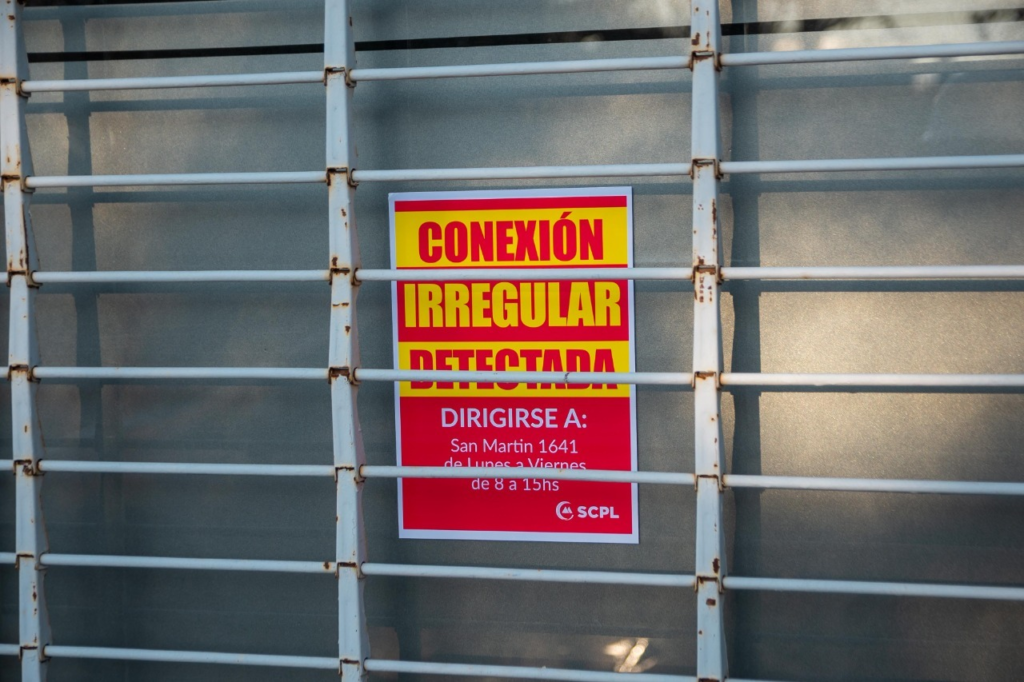 CONEXIÓN
IRREGULAR
DETECTADA
DIRIGIRSE A:
San Martin 1641
de Lunes a Viernes
de 8 a 15hs
SCPL